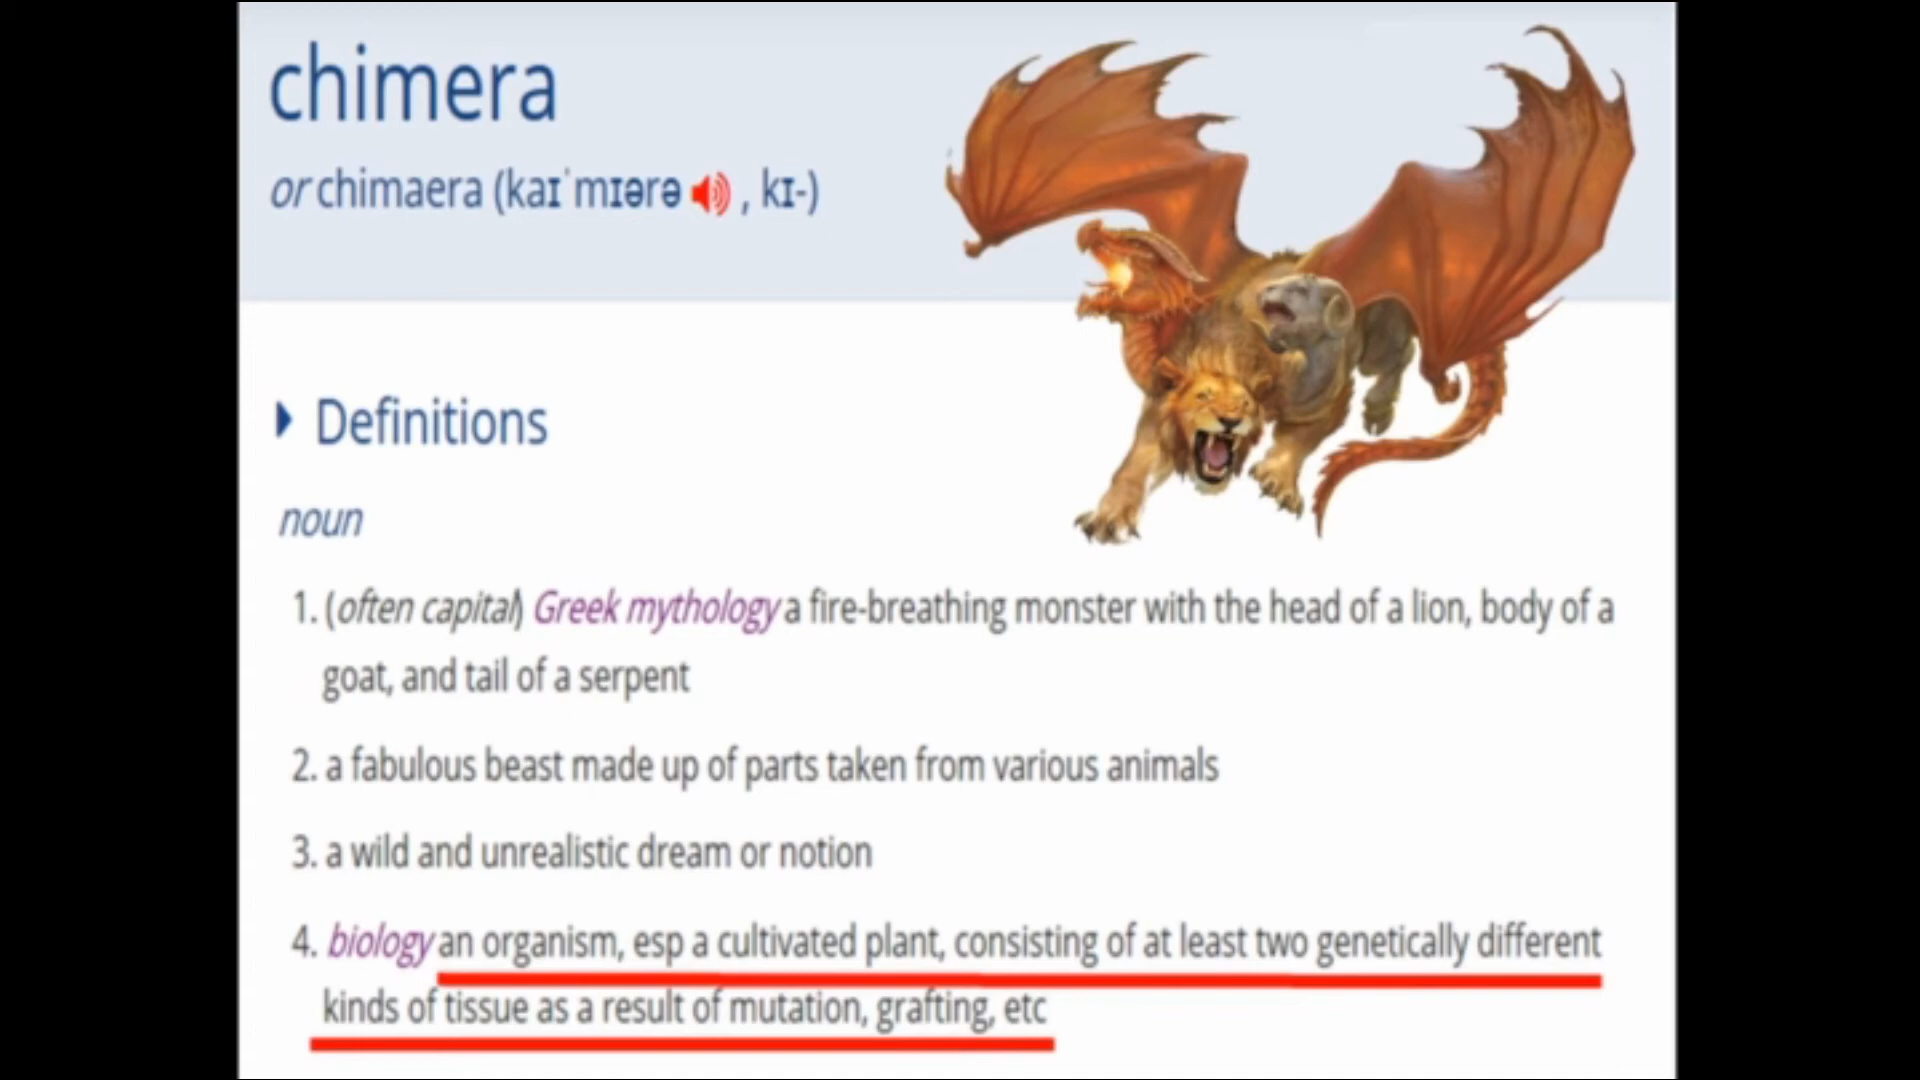 chimera
or chimaera (kaɪˈmɪərə , kɪ-)
Definitions
noun
1. (often capital) Greek mythology a fire-breathing monster with the head of a lion, body of a
goat, and tail of a serpent
2. a fabulous beast made up of parts taken from various animals
3. a wild and unrealistic dream or notion
4. biology an organism, esp a cultivated plant, consisting of at least two genetically different
kinds of tissue as a result of mutation, grafting, etc